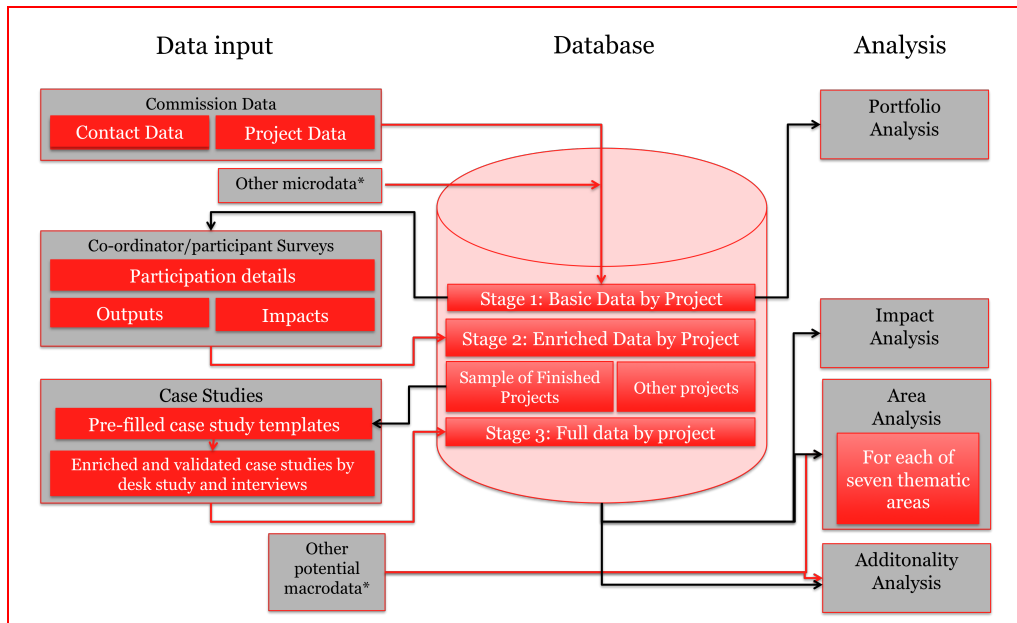 Data input
Database
Analysis
Commission Data
Contact Data
Project Data
Other microdata*
Co-ordinator/participant Surveys
Participation details
Outputs
Impacts
Case Studies
Pre-filled case study templates
Enriched and validated case studies by
desk study and interviews
Other
potential
macrodata*
Stage 1: Basic Data by Project
Stage 2: Enriched Data by Project
Sample of Finished
Projects
Other projects
Stage 3: Full data by project
Portfolio
Analysis
Impact
Analysis
Area
Analysis
For each of
seven thematic
areas
Additonality
Analysis